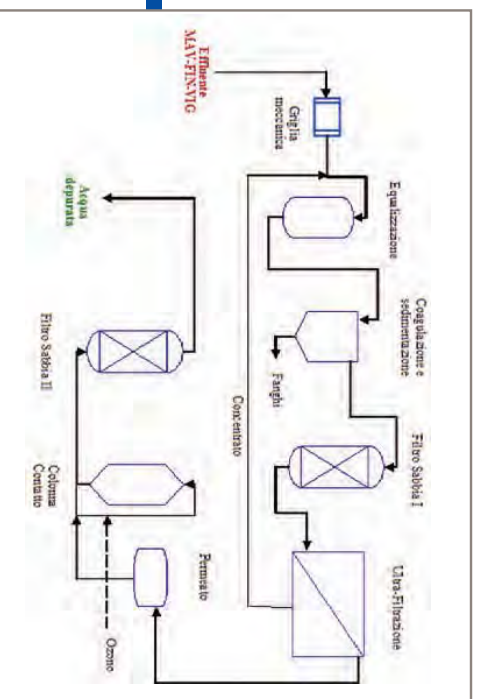 Effluente
MAV-FIN-VIG
Griglia
meccanica
Equalizzazione
Coagulazione e
sedimentazione
Fanghi
Filtro Sabbia I
Ultra-Filtrazione
Concentrato
Permeato
Ozono
Colonna
Contatto
Filtro Sabbia II
Acqua
depurata